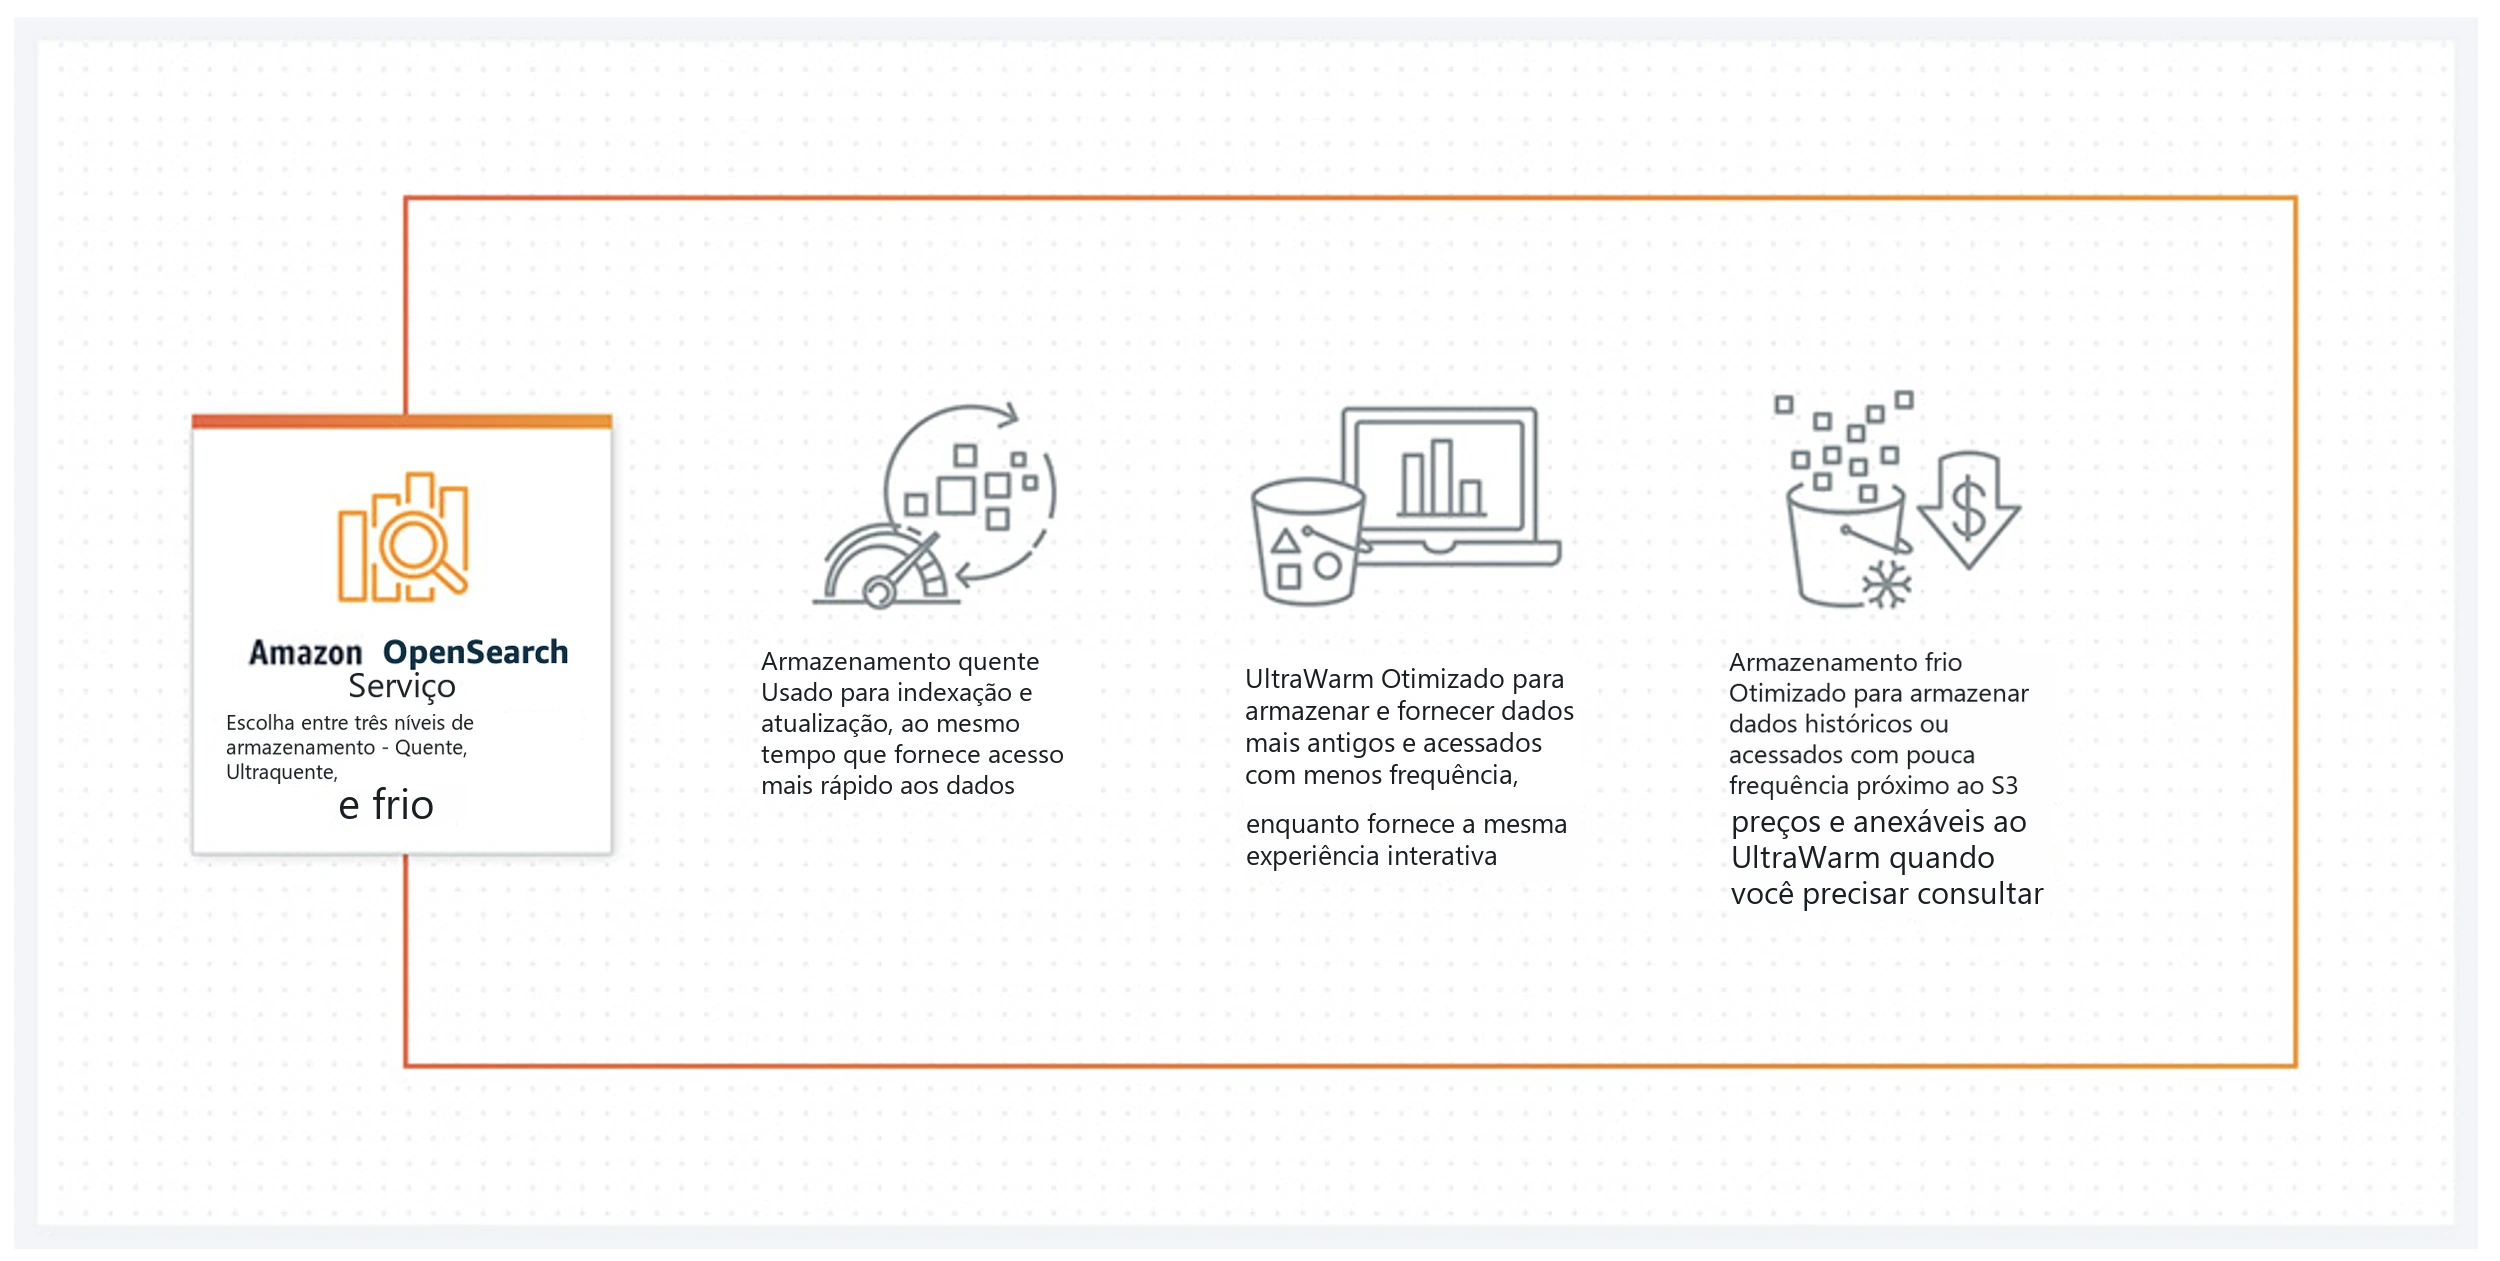 Amazon OpenSearch
Serviço
Escolha entre três níveis de
armazenamento - Quente,
Ultraquente,
e frio
Armazenamento quente
Usado para indexação e
atualização, ao mesmo
tempo que fornece acesso
mais rápido aos dados
UltraWarm Otimizado para
armazenar e fornecer dados
mais antigos e acessados
com menos frequência,
enquanto fornece a mesma
experiência interativa
Armazenamento frio
Otimizado para armazenar
dados históricos ou
acessados com pouca
frequência próximo ao S3
preços e anexáveis ao
UltraWarm quando
você precisar consultar